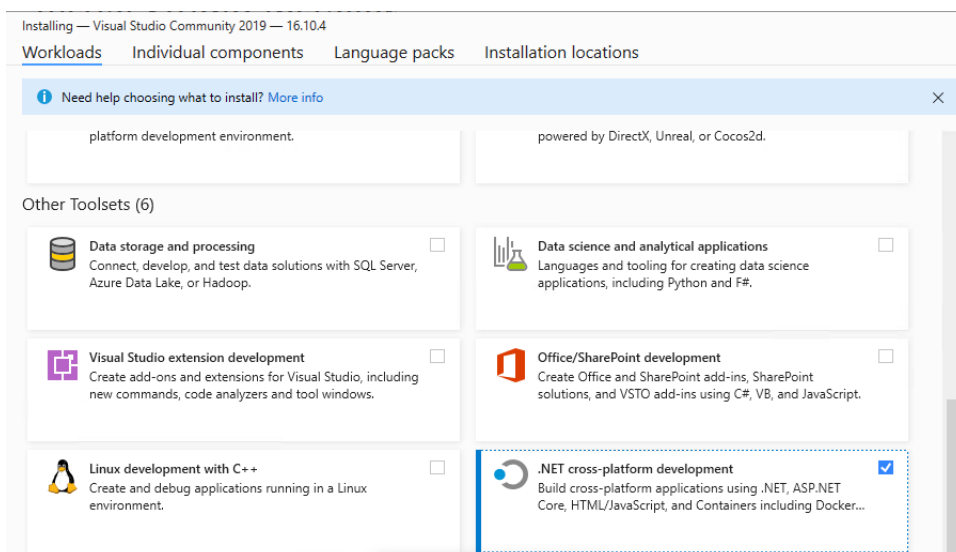 Installing — Visual Studio Community 2019 — 16.10.4
Workloads Individual components Language packs Installation locations
Need help choosing what to install? More info
platform development environment.
powered by DirectX, Unreal, or Cocos2d.
Other Toolsets (6)
Data storage and processing
Connect, develop, and test data solutions with SQL Server,
Azure Data Lake, or Hadoop.
Data science and analytical applications
Languages and tooling for creating data science
applications, including Python and F#.
Visual Studio extension development
Create add-ons and extensions for Visual Studio, including
new commands, code analyzers and tool windows.
Office/SharePoint development
Create Office and SharePoint add-ins, SharePoint
solutions, and VSTO add-ins using C#, VB, and JavaScript.
Linux development with C++
Create and debug applications running in a Linux
environment.
.NET cross-platform development
Build cross-platform applications using .NET, ASP.NET
Core, HTML/JavaScript, and Containers including Docker...